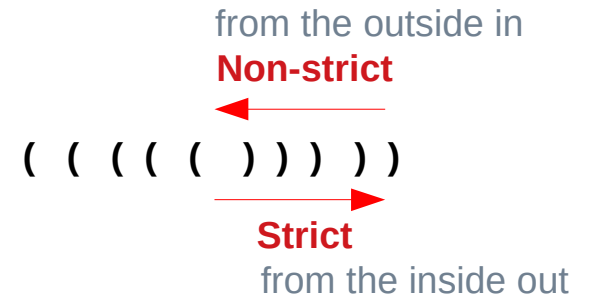 from the outside in
Non-strict
( ( ( ( ( ) ) ) ) )
Strict
from the inside out